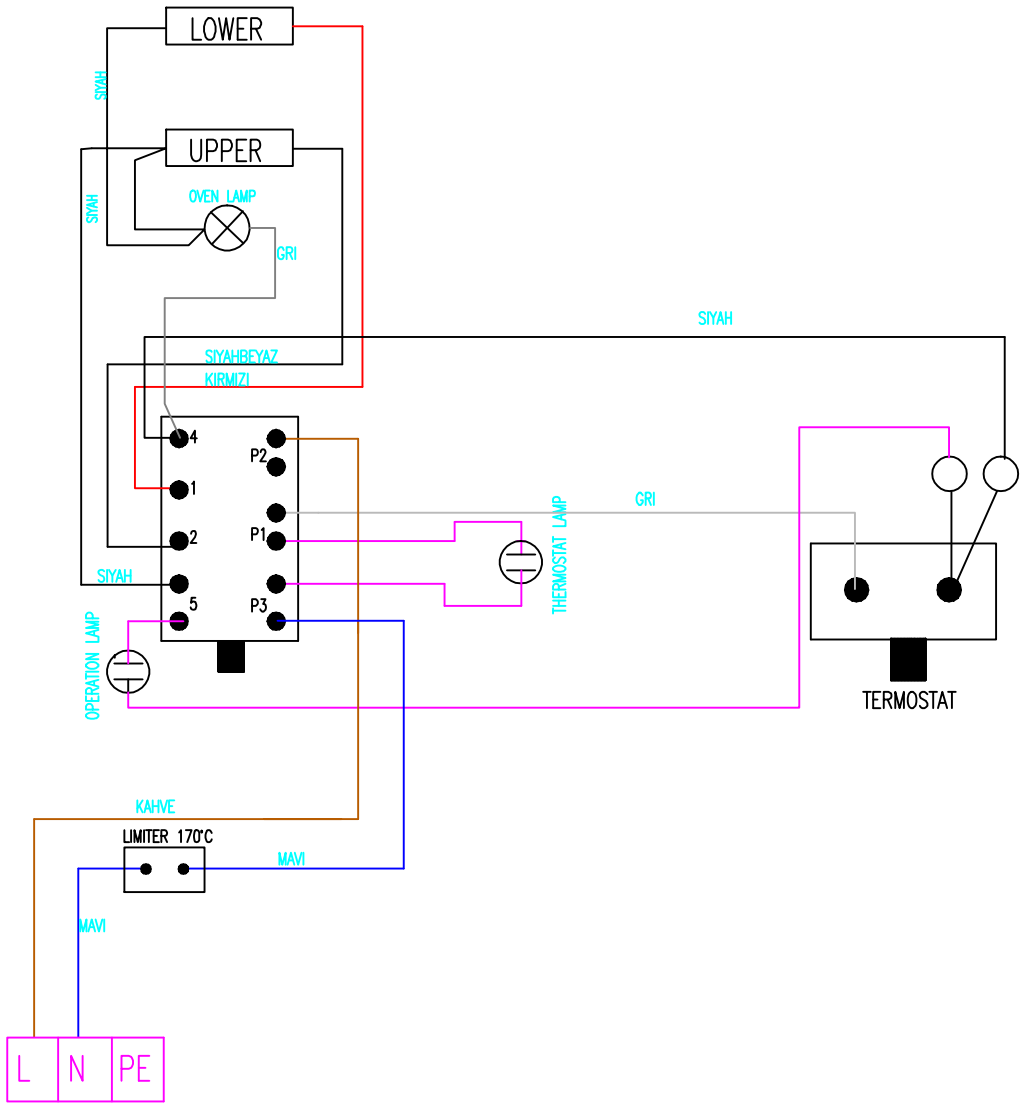 LOWER
SIYAH
UPPER
OVEN LAMP
SIYAH
GRI
SIYAH
SIYAHBEYAZ
KIRMIZI
4
P2
1
GRI
THERMOSTAT LAMP
2
P1
SIYAH
5
P3
OPERATION LAMP
TERMOSTAT
KAHVE
LIMITER 170°C
MAVI
MAVI
L N PE